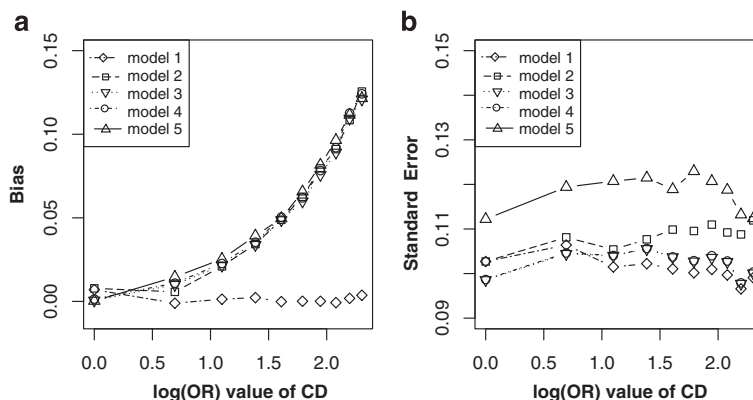 a
Bias
0.15
0.10
0.05
0.00
model 1
model 2
model 3
model 4
model 5
0.0 0.5 1.0 1.5 2.0
log(OR) value of CD
b
Standard Error
0.15
0.13
0.11
0.09
model 1
model 2
model 3
model 4
model 5
0.0 0.5 1.0 1.5 2.0
log(OR) value of CD